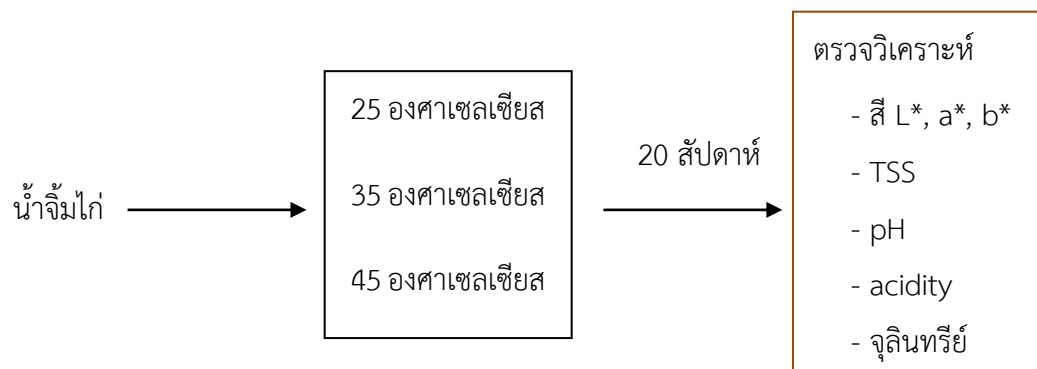 น้ำจิ้มไก่
25 องศาเซลเซียส
35 องศาเซลเซียส
45 องศาเซลเซียส
20 สัปดาห์
ตรวจวิเคราะห์
- สี L*, a*, b*
- TSS
- pH
- acidity
- จุลินทรีย์